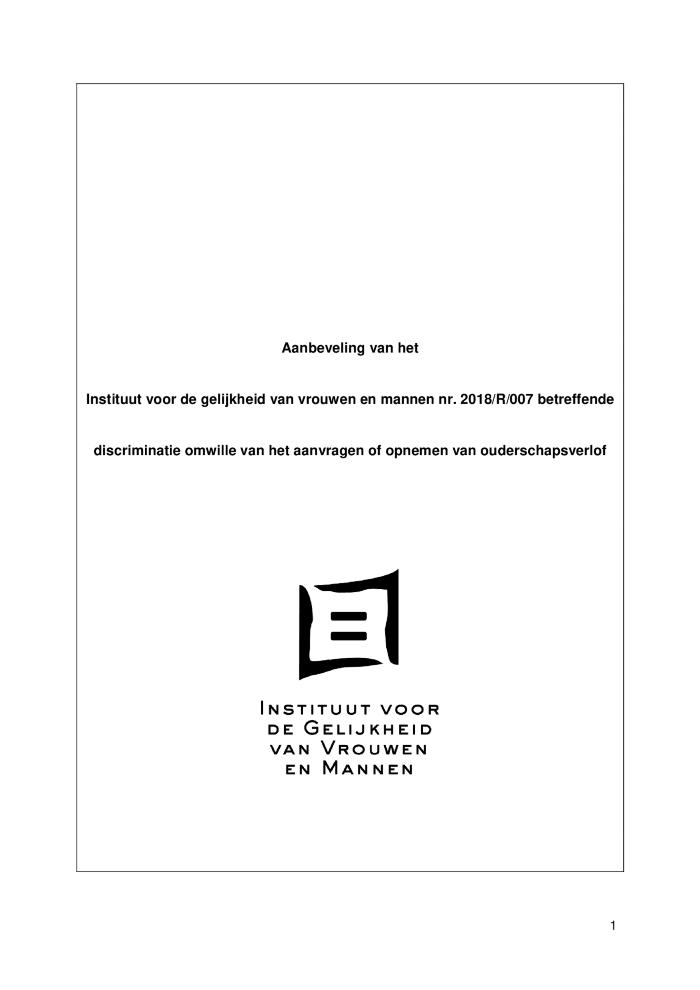 Aanbeveling van het
Instituut voor de gelijkheid van vrouwen en mannen nr. 2018/R/007 betreffende
discriminatie omwille van het aanvragen of opnemen van ouderschapsverlof
Instituut voor
de Gelijkheid
van Vrouwen
en Mannen
1